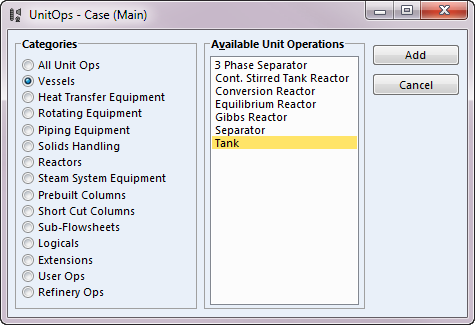 UnitOps - Case (Main)
Categories
All Unit Ops
Vessels
Heat Transfer Equipment
Rotating Equipment
Piping Equipment
Solids Handling
Reactors
Steam System Equipment
Prebuilt Columns
Short Cut Columns
Sub-Flowsheets
Logicals
Extensions
User Ops
Refinery Ops
Available Unit Operations
3 Phase Separator
Cont. Stirred Tank Reactor
Conversion Reactor
Equilibrium Reactor
Gibbs Reactor
Separator
Tank
Add
Cancel